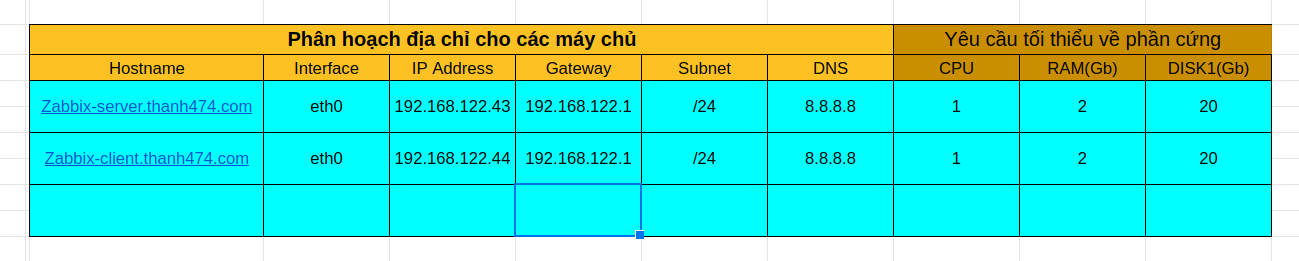 Phân hoạch địa chỉ cho các máy chủ Yêu cầu tối thiểu về phần cứng
Hostname Interface IP Address Gateway Subnet DNS CPU RAM(Gb) DISK1(Gb)
Zabbix-server.thanh474.com eth0 192.168.122.43 192.168.122.1 /24 8.8.8.8 1 2 20
Zabbix-client.thanh474.com eth0 192.168.122.44 192.168.122.1 /24 8.8.8.8 1 2 20